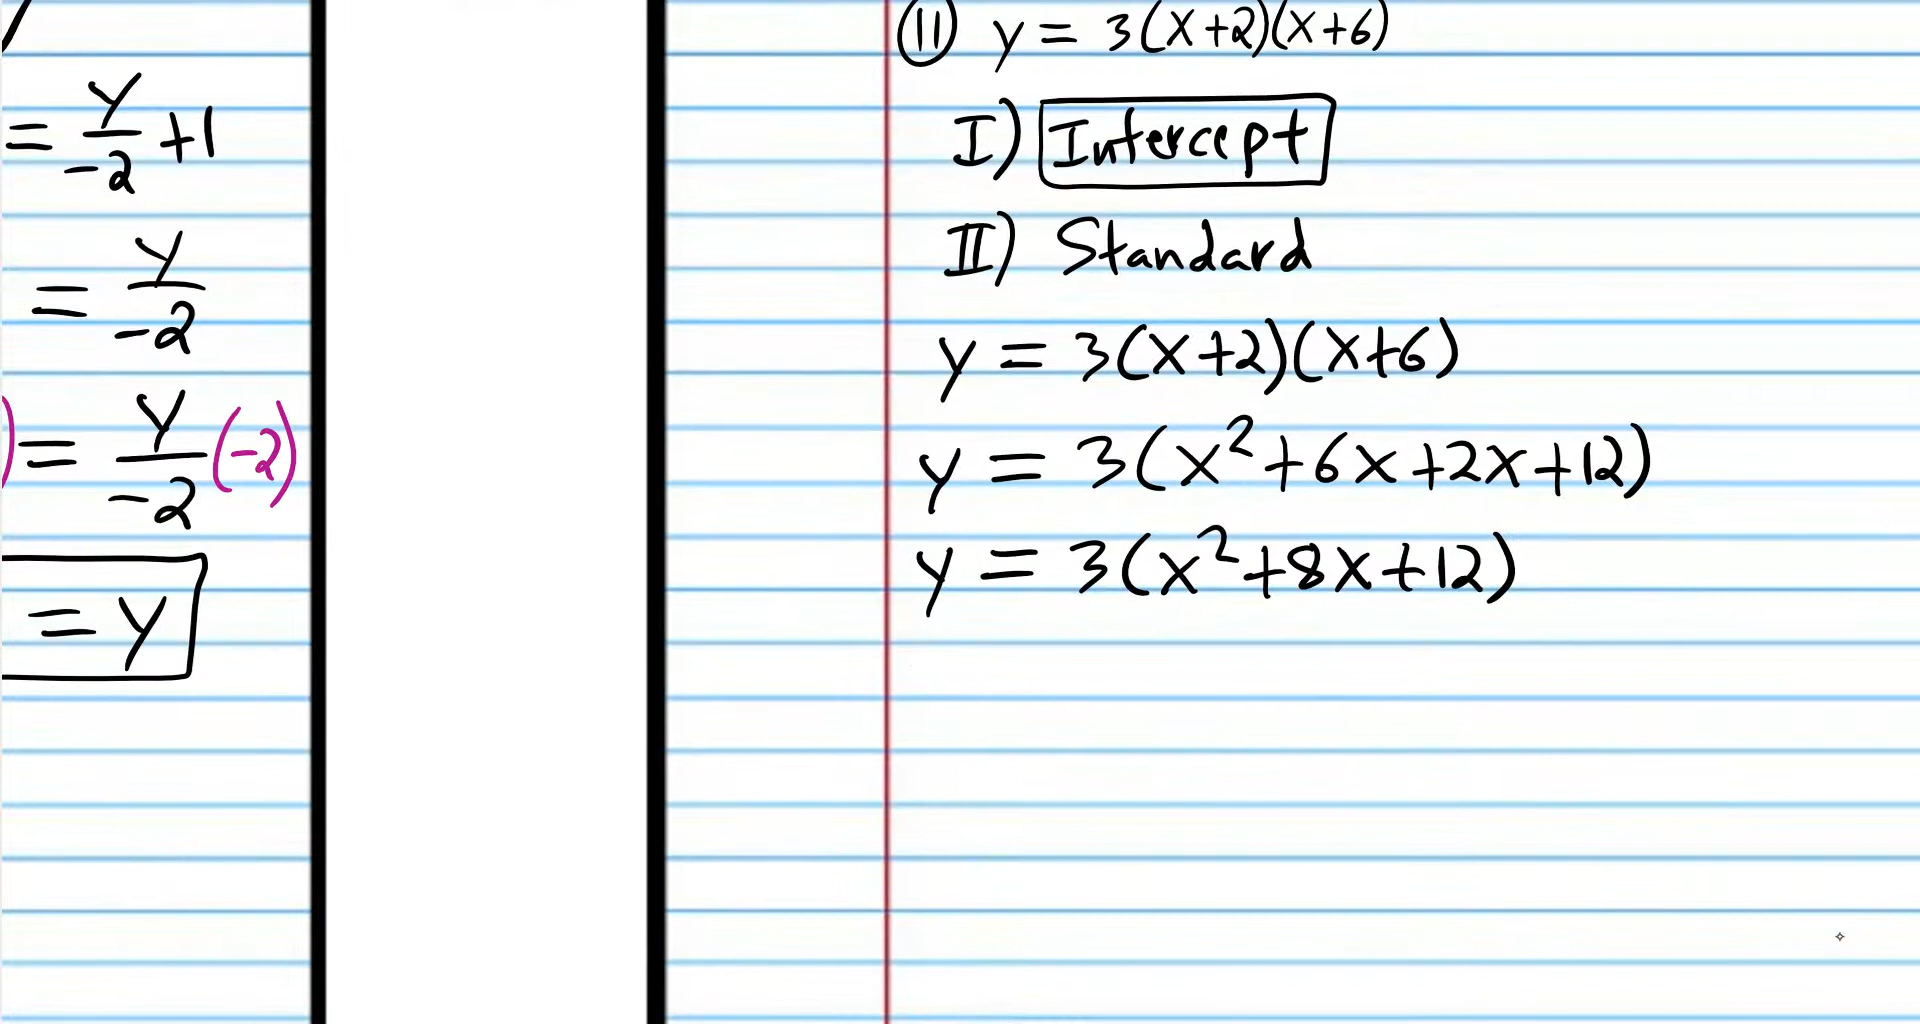 = y/-2 +1
= y/-2
) = y/-2 (-2)
= y
(11) y = 3(x+2)(x+6)
I) Intercept
II) Standard
y = 3(x+2)(x+6)
y = 3(x²+6x+2x+12)
y = 3(x²+8x+12)